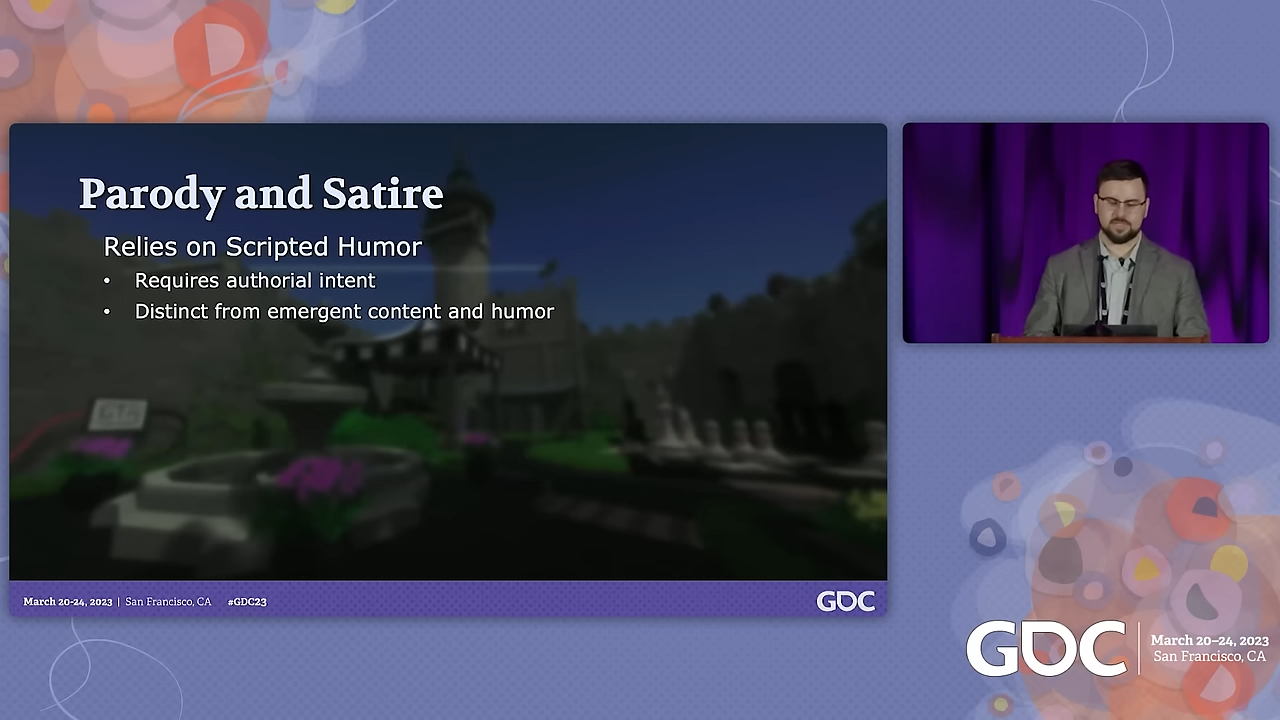 Parody and Satire
Relies on Scripted Humor
• Requires authorial intent
• Distinct from emergent content and humor
March 20-24, 2023 | San Francisco, CA #GDC23
GDC
GDC
March 20–24, 2023
San Francisco, CA